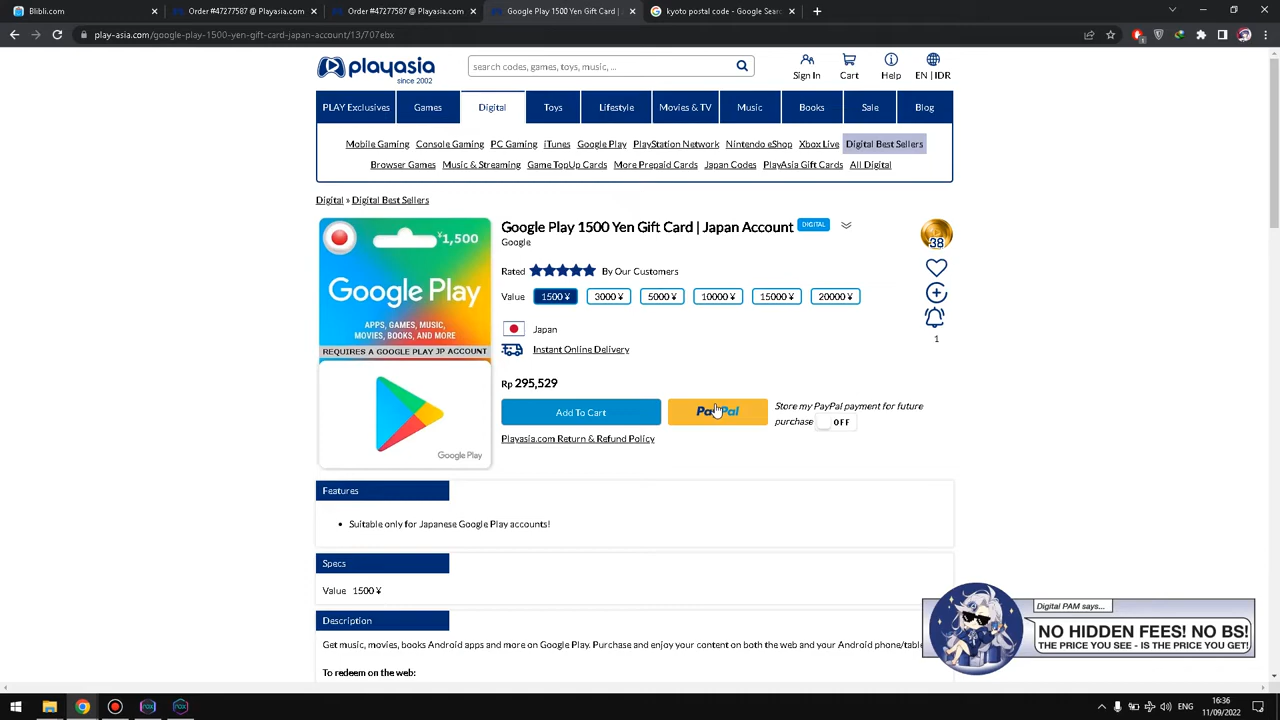 Blibli.com
Order #47277587 @ Playasia.com
Order #47277587 @ Playasia.com
Google Play 1500 Yen Gift Card |
kyoto postal code - Google Sear
play-asia.com/google-play-1500-yen-gift-card-japan-account/13/707ebx
playasia
since 2002
search codes, games, toys, music, ...
Sign In
Cart
Help
EN | IDR
PLAY Exclusives
Games
Digital
Toys
Lifestyle
Movies & TV
Music
Books
Sale
Blog
Mobile Gaming Console Gaming PC Gaming iTunes Google Play PlayStation Network Nintendo eShop Xbox Live Digital Best Sellers
Browser Games Music & Streaming Game TopUp Cards More Prepaid Cards Japan Codes PlayAsia Gift Cards All Digital
Digital » Digital Best Sellers
¥1,500
Google Play
APPS, GAMES, MUSIC,
MOVIES, BOOKS, AND MORE
REQUIRES A GOOGLE PLAY JP ACCOUNT
Google Play
Google Play 1500 Yen Gift Card | Japan Account DIGITAL
Google
Rated By Our Customers
Value 1500 ¥ 3000 ¥ 5000 ¥ 10000 ¥ 15000 ¥ 20000 ¥
Japan
Instant Online Delivery
Rp 295,529
Add To Cart
PayPal
Store my PayPal payment for future
purchase OFF
Playasia.com Return & Refund Policy
38
1
Features
• Suitable only for Japanese Google Play accounts!
Specs
Value 1500 ¥
Description
Get music, movies, books Android apps and more on Google Play. Purchase and enjoy your content on both the web and your Android phone/table
To redeem on the web:
Digital PAM says...
NO HIDDEN FEES! NO BS!
THE PRICE YOU SEE - IS THE PRICE YOU GET!
ENG
16:36
11/09/2022